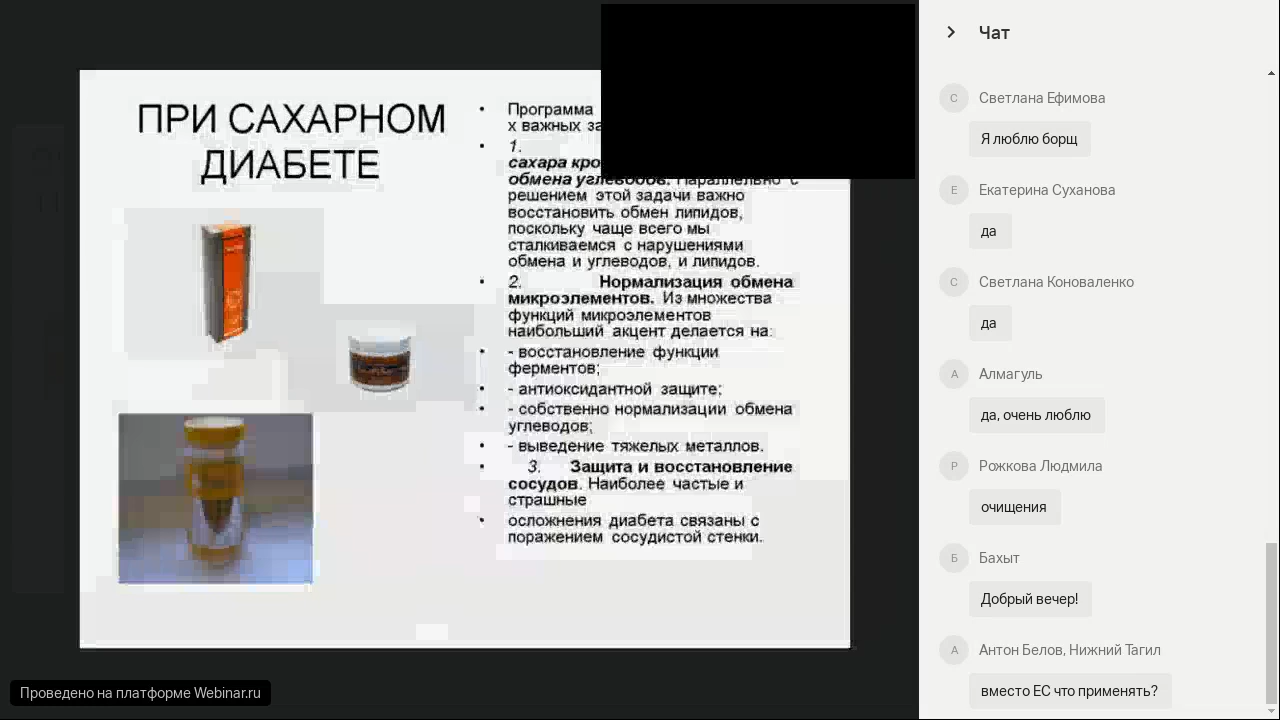 ПРИ САХАРНОМ
ДИАБЕТЕ
• Программа
х важных за
• 1.
сахара кро
обмена углеводов. Параллельно с
решением этой задачи важно
восстановить обмен липидов,
поскольку чаще всего мы
сталкиваемся с нарушениями
обмена и углеводов, и липидов.
• 2. Нормализация обмена
микроэлементов. Из множества
функций микроэлементов
наибольший акцент делается на:
• - восстановление функции
ферментов;
• - антиоксидантной защите;
• - собственно нормализации обмена
углеводов;
• - выведение тяжелых металлов.
• 3. Защита и восстановление
сосудов. Наиболее частые и
страшные
• осложнения диабета связаны с
поражением сосудистой стенки.
Проведено на платформе Webinar.ru
Чат
С Светлана Ефимова
Я люблю борщ
Е Екатерина Суханова
да
С Светлана Коноваленко
да
А Алмагуль
да, очень люблю
Р Рожкова Людмила
очищения
Б Бахыт
Добрый вечер!
А Антон Белов, Нижний Тагил
вместо ЕС что применять?